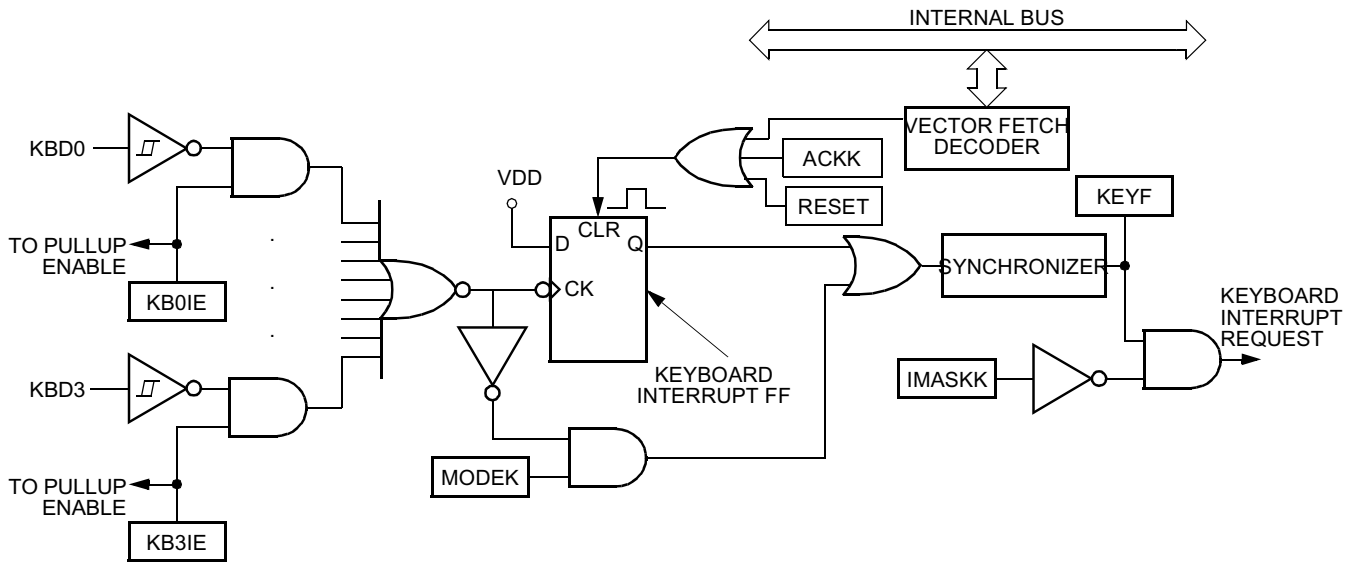 INTERNAL BUS
VECTOR FETCH
DECODER
ACKK
RESET
KBD0
TO PULLUP
ENABLE
KB0IE
VDD
D
CLR
Q
CK
KEYBOARD
INTERRUPT FF
SYNCHRONIZER
KEYF
KEYBOARD
INTERRUPT
REQUEST
IMASKK
KBD3
TO PULLUP
ENABLE
KB3IE
MODEK